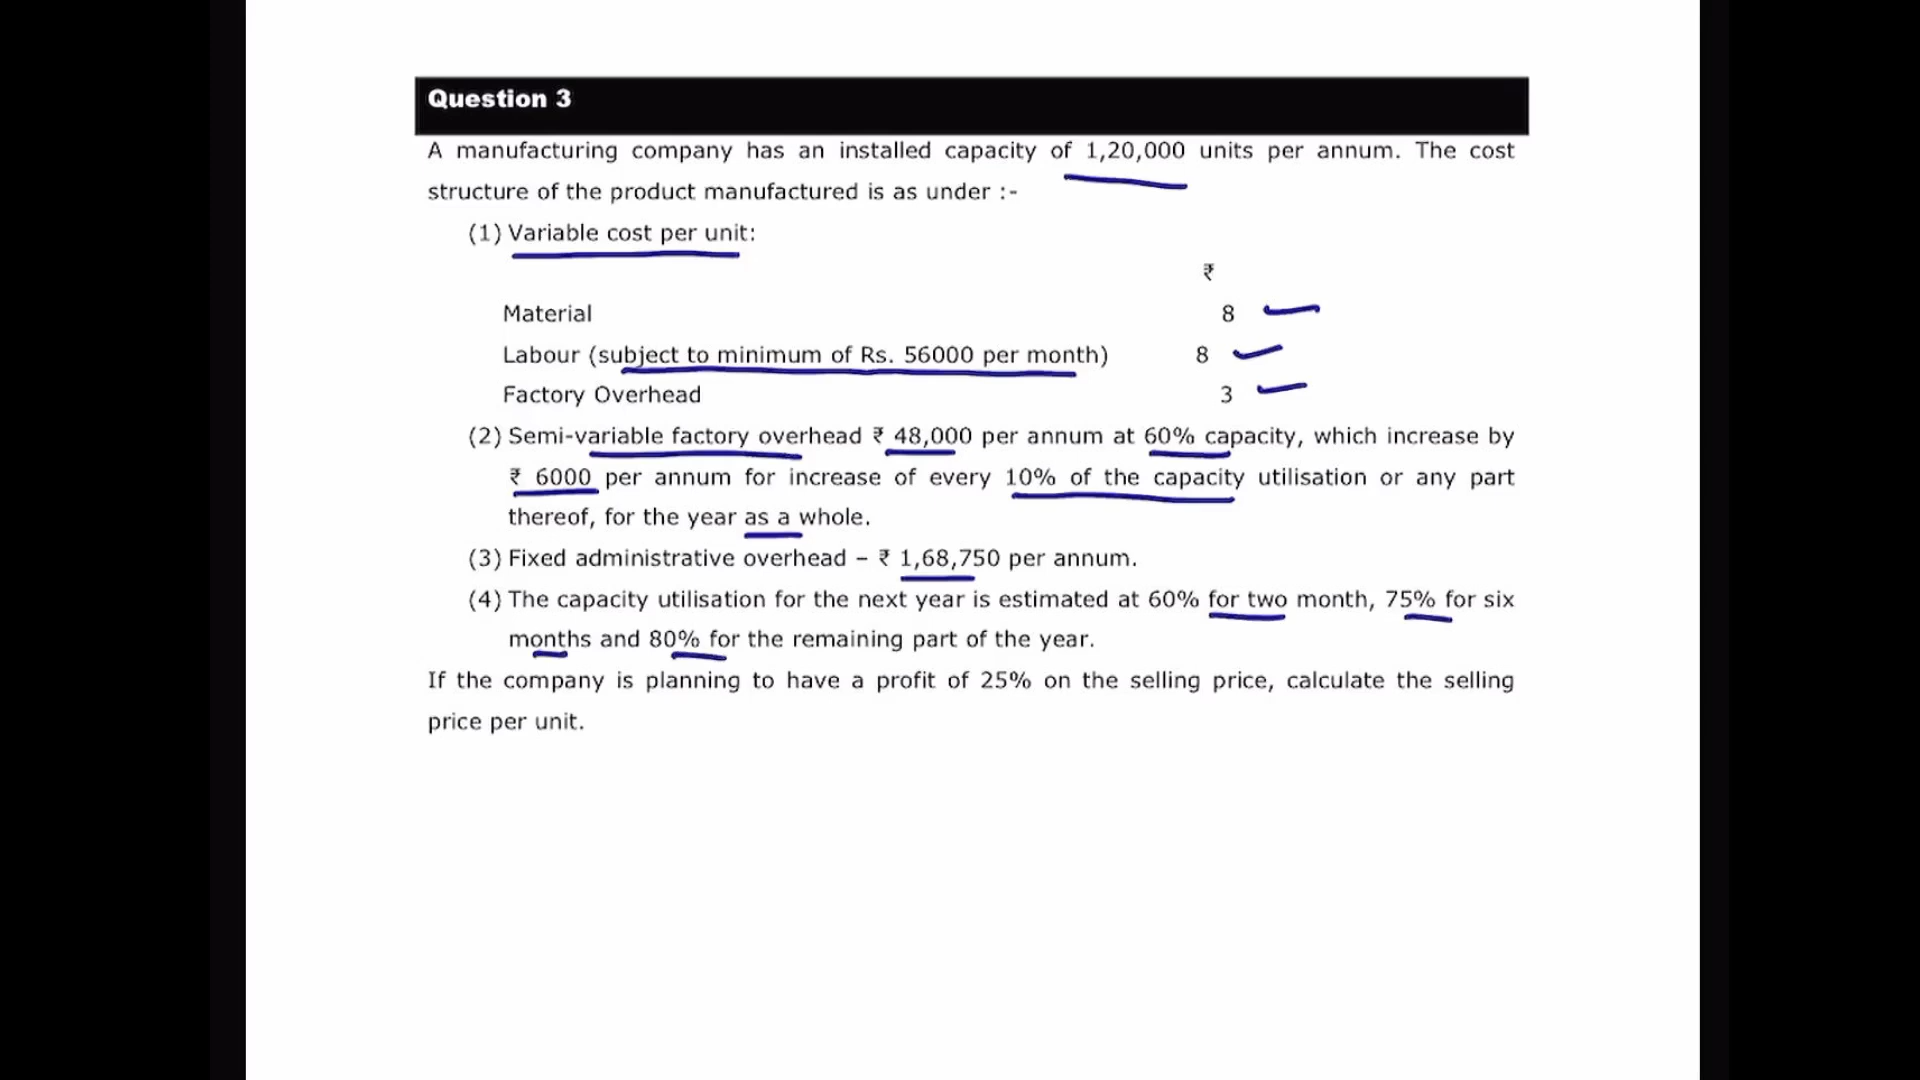 Question 3
A manufacturing company has an installed capacity of 1,20,000 units per annum. The cost
structure of the product manufactured is as under :-
(1) Variable cost per unit:
₹
Material 8
Labour (subject to minimum of Rs. 56000 per month) 8
Factory Overhead 3
(2) Semi-variable factory overhead ₹ 48,000 per annum at 60% capacity, which increase by
₹ 6000 per annum for increase of every 10% of the capacity utilisation or any part
thereof, for the year as a whole.
(3) Fixed administrative overhead – ₹ 1,68,750 per annum.
(4) The capacity utilisation for the next year is estimated at 60% for two month, 75% for six
months and 80% for the remaining part of the year.
If the company is planning to have a profit of 25% on the selling price, calculate the selling
price per unit.